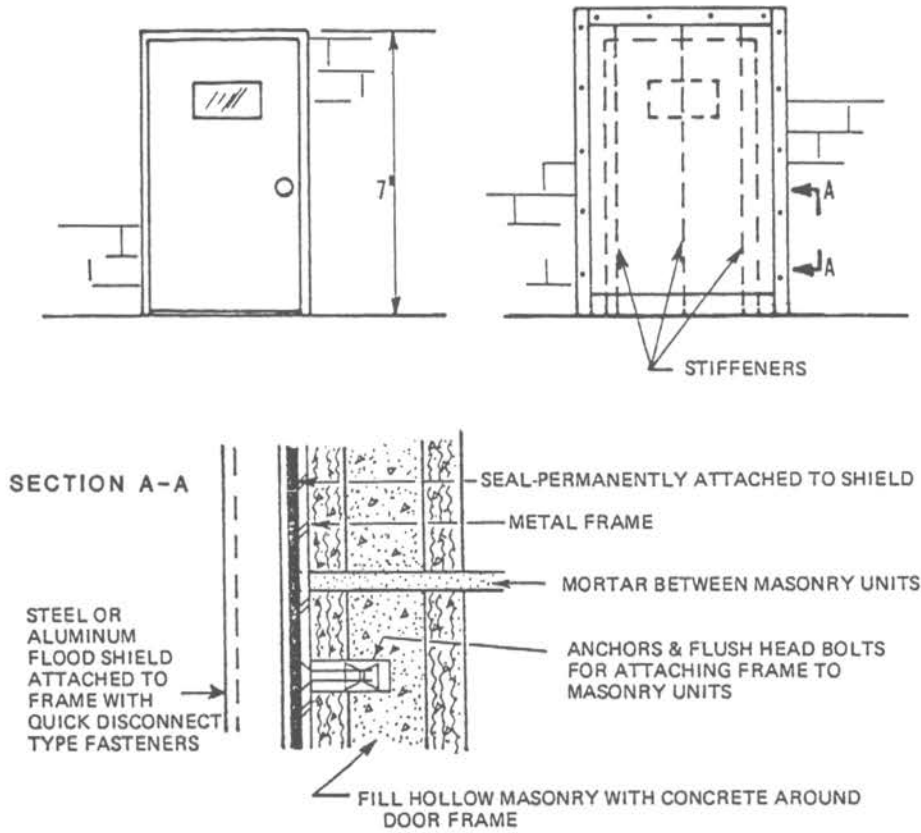 7'
A
A
STIFFENERS
SECTION A-A
SEAL-PERMANENTLY ATTACHED TO SHIELD
METAL FRAME
MORTAR BETWEEN MASONRY UNITS
STEEL OR
ALUMINUM
FLOOD SHIELD
ATTACHED TO
FRAME WITH
QUICK DISCONNECT
TYPE FASTENERS
ANCHORS & FLUSH HEAD BOLTS
FOR ATTACHING FRAME TO
MASONRY UNITS
FILL HOLLOW MASONRY WITH CONCRETE AROUND
DOOR FRAME